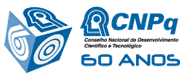 CNPq
Conselho Nacional de Desenvolvimento
Científico e Tecnológico
60 ANOS